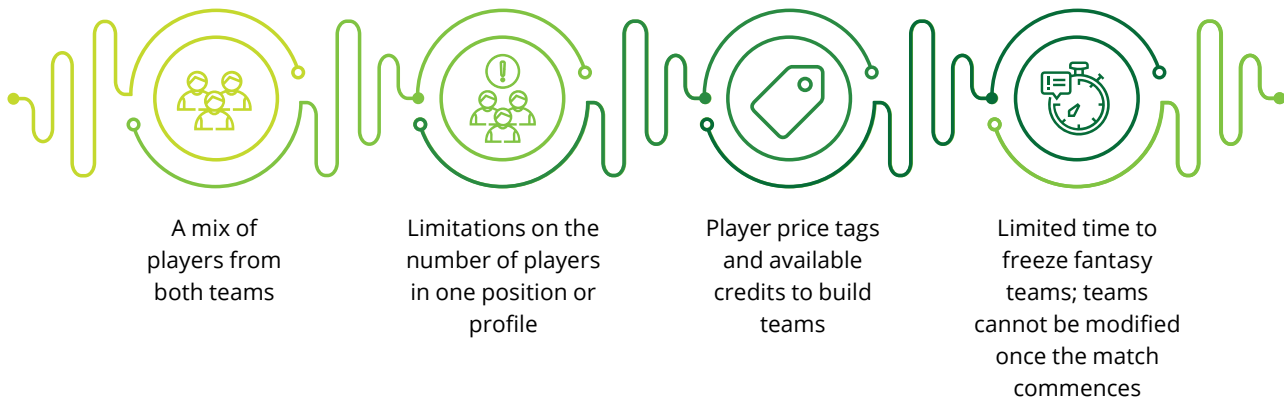 A mix of
players from
both teams
Limitations on the
number of players
in one position or
profile
Player price tags
and available
credits to build
teams
Limited time to
freeze fantasy
teams; teams
cannot be modified
once the match
commences